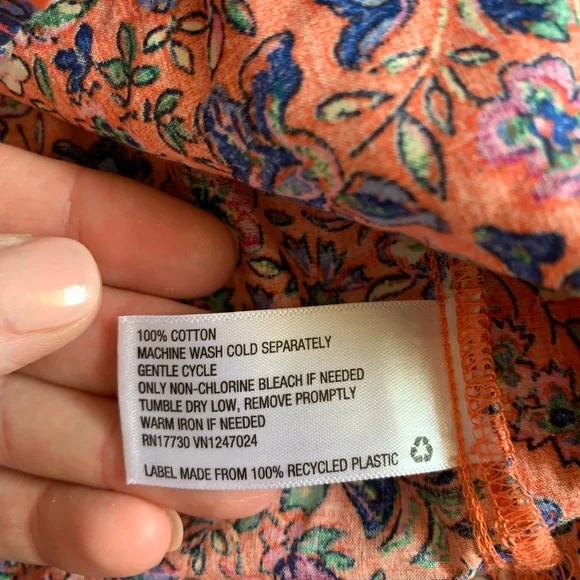 100% COTTON
MACHINE WASH COLD SEPARATELY
GENTLE CYCLE
ONLY NON-CHLORINE BLEACH IF NEEDED
TUMBLE DRY LOW, REMOVE PROMPTLY
WARM IRON IF NEEDED
RN17730 VN1247024
LABEL MADE FROM 100% RECYCLED PLASTIC